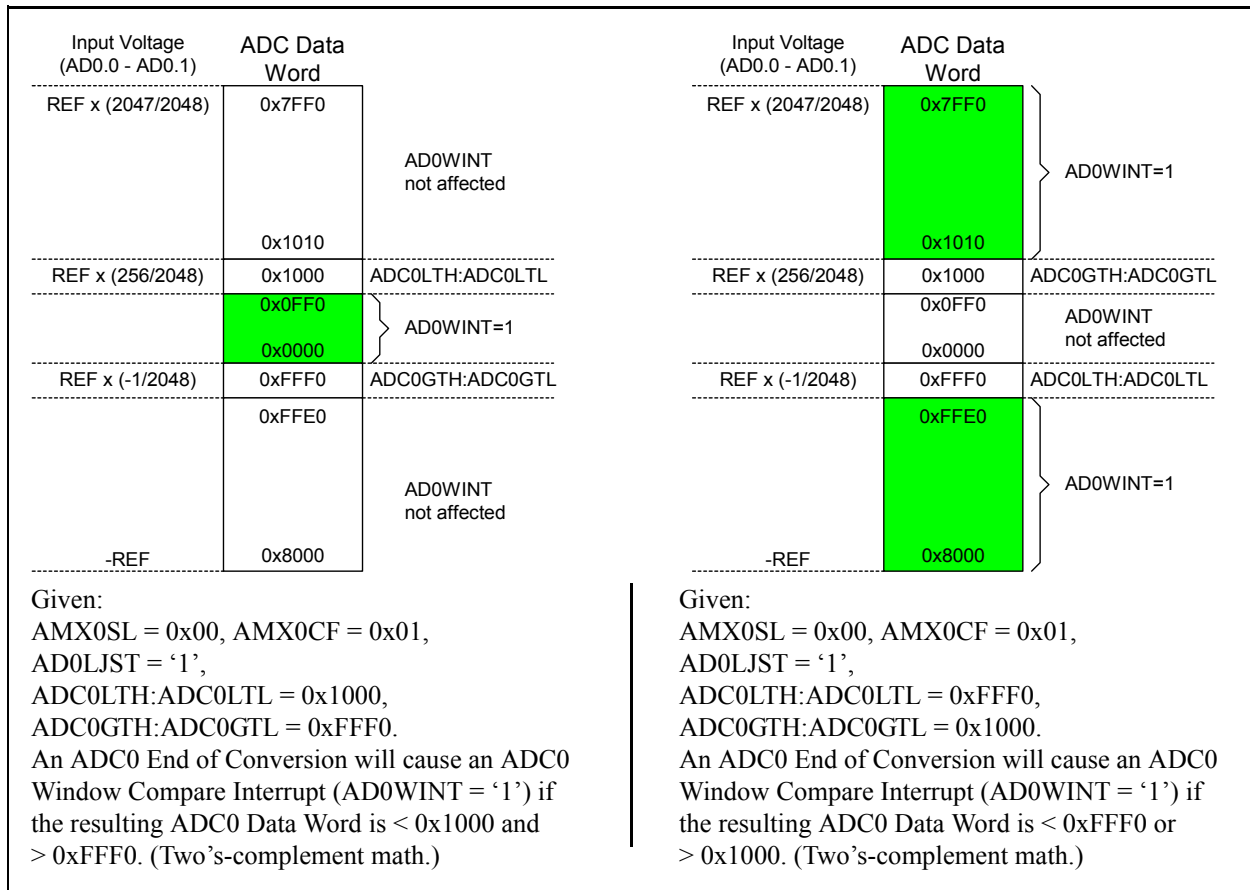 Input Voltage
(AD0.0 - AD0.1)
ADC Data
Word
REF x (2047/2048)
0x7FF0
AD0WINT
not affected
0x1010
REF x (256/2048)
0x1000
ADC0LTH:ADC0LTL
0x0FF0
AD0WINT=1
0x0000
REF x (-1/2048)
0xFFF0
ADC0GTH:ADC0GTL
0xFFE0
AD0WINT
not affected
-REF
0x8000
Given:
AMX0SL = 0x00, AMX0CF = 0x01,
AD0LJST = ‘1’,
ADC0LTH:ADC0LTL = 0x1000,
ADC0GTH:ADC0GTL = 0xFFF0.
An ADC0 End of Conversion will cause an ADC0
Window Compare Interrupt (AD0WINT = ‘1’) if
the resulting ADC0 Data Word is < 0x1000 and
> 0xFFF0. (Two’s-complement math.)
Input Voltage
(AD0.0 - AD0.1)
ADC Data
Word
REF x (2047/2048)
0x7FF0
AD0WINT=1
0x1010
REF x (256/2048)
0x1000
ADC0GTH:ADC0GTL
0x0FF0
AD0WINT
not affected
0x0000
REF x (-1/2048)
0xFFF0
ADC0LTH:ADC0LTL
0xFFE0
AD0WINT=1
-REF
0x8000
Given:
AMX0SL = 0x00, AMX0CF = 0x01,
AD0LJST = ‘1’,
ADC0LTH:ADC0LTL = 0xFFF0,
ADC0GTH:ADC0GTL = 0x1000.
An ADC0 End of Conversion will cause an ADC0
Window Compare Interrupt (AD0WINT = ‘1’) if
the resulting ADC0 Data Word is < 0xFFF0 or
> 0x1000. (Two’s-complement math.)